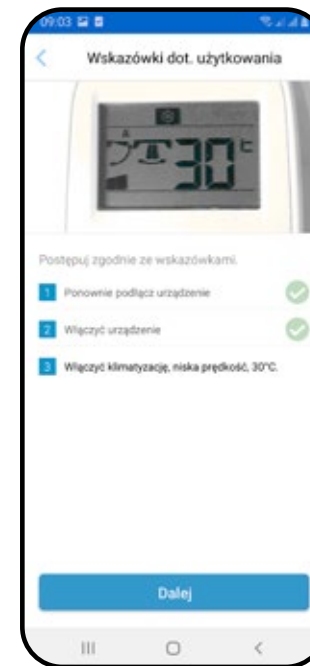 09:03
Wskazówki dot. użytkowania
A
30°C
Postępuj zgodnie ze wskazówkami.
1 Ponownie podłącz urządzenie
2 Włączyć urządzenie
3 Włączyć klimatyzację, niska prędkość, 30°C.
Dalej